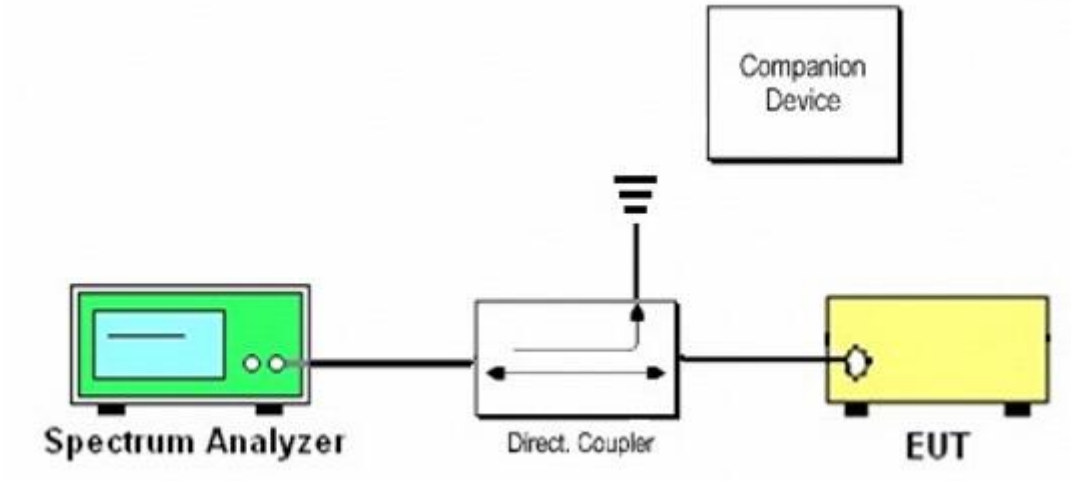 Companion
Device
Spectrum Analyzer
Direct. Coupler
EUT